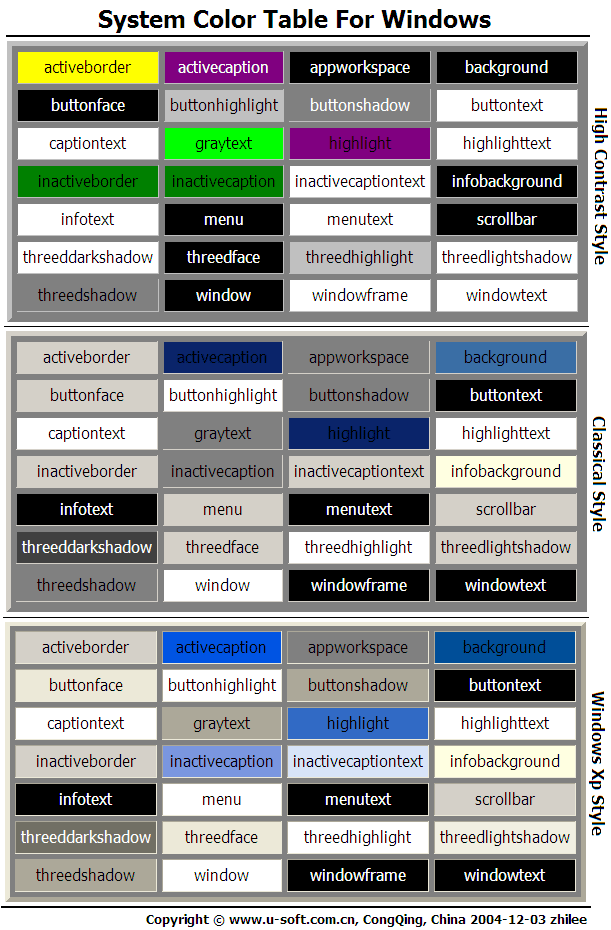 System Color Table For Windows
activeborder activecaption appworkspace background
buttonface buttonhighlight buttonshadow buttontext
captiontext graytext highlight highlighttext
inactiveborder inactivecaption inactivecaptiontext infobackground
infotext menu menutext scrollbar
threeddarkshadow threedface threedhighlight threedlightshadow
threedshadow window windowframe windowtext
High Contrast Style
activeborder activecaption appworkspace background
buttonface buttonhighlight buttonshadow buttontext
captiontext graytext highlight highlighttext
inactiveborder inactivecaption inactivecaptiontext infobackground
infotext menu menutext scrollbar
threeddarkshadow threedface threedhighlight threedlightshadow
threedshadow window windowframe windowtext
Classical Style
activeborder activecaption appworkspace background
buttonface buttonhighlight buttonshadow buttontext
captiontext graytext highlight highlighttext
inactiveborder inactivecaption inactivecaptiontext infobackground
infotext menu menutext scrollbar
threeddarkshadow threedface threedhighlight threedlightshadow
threedshadow window windowframe windowtext
Windows Xp Style
Copyright © www.u-soft.com.cn, CongQing, China 2004-12-03 zhilee